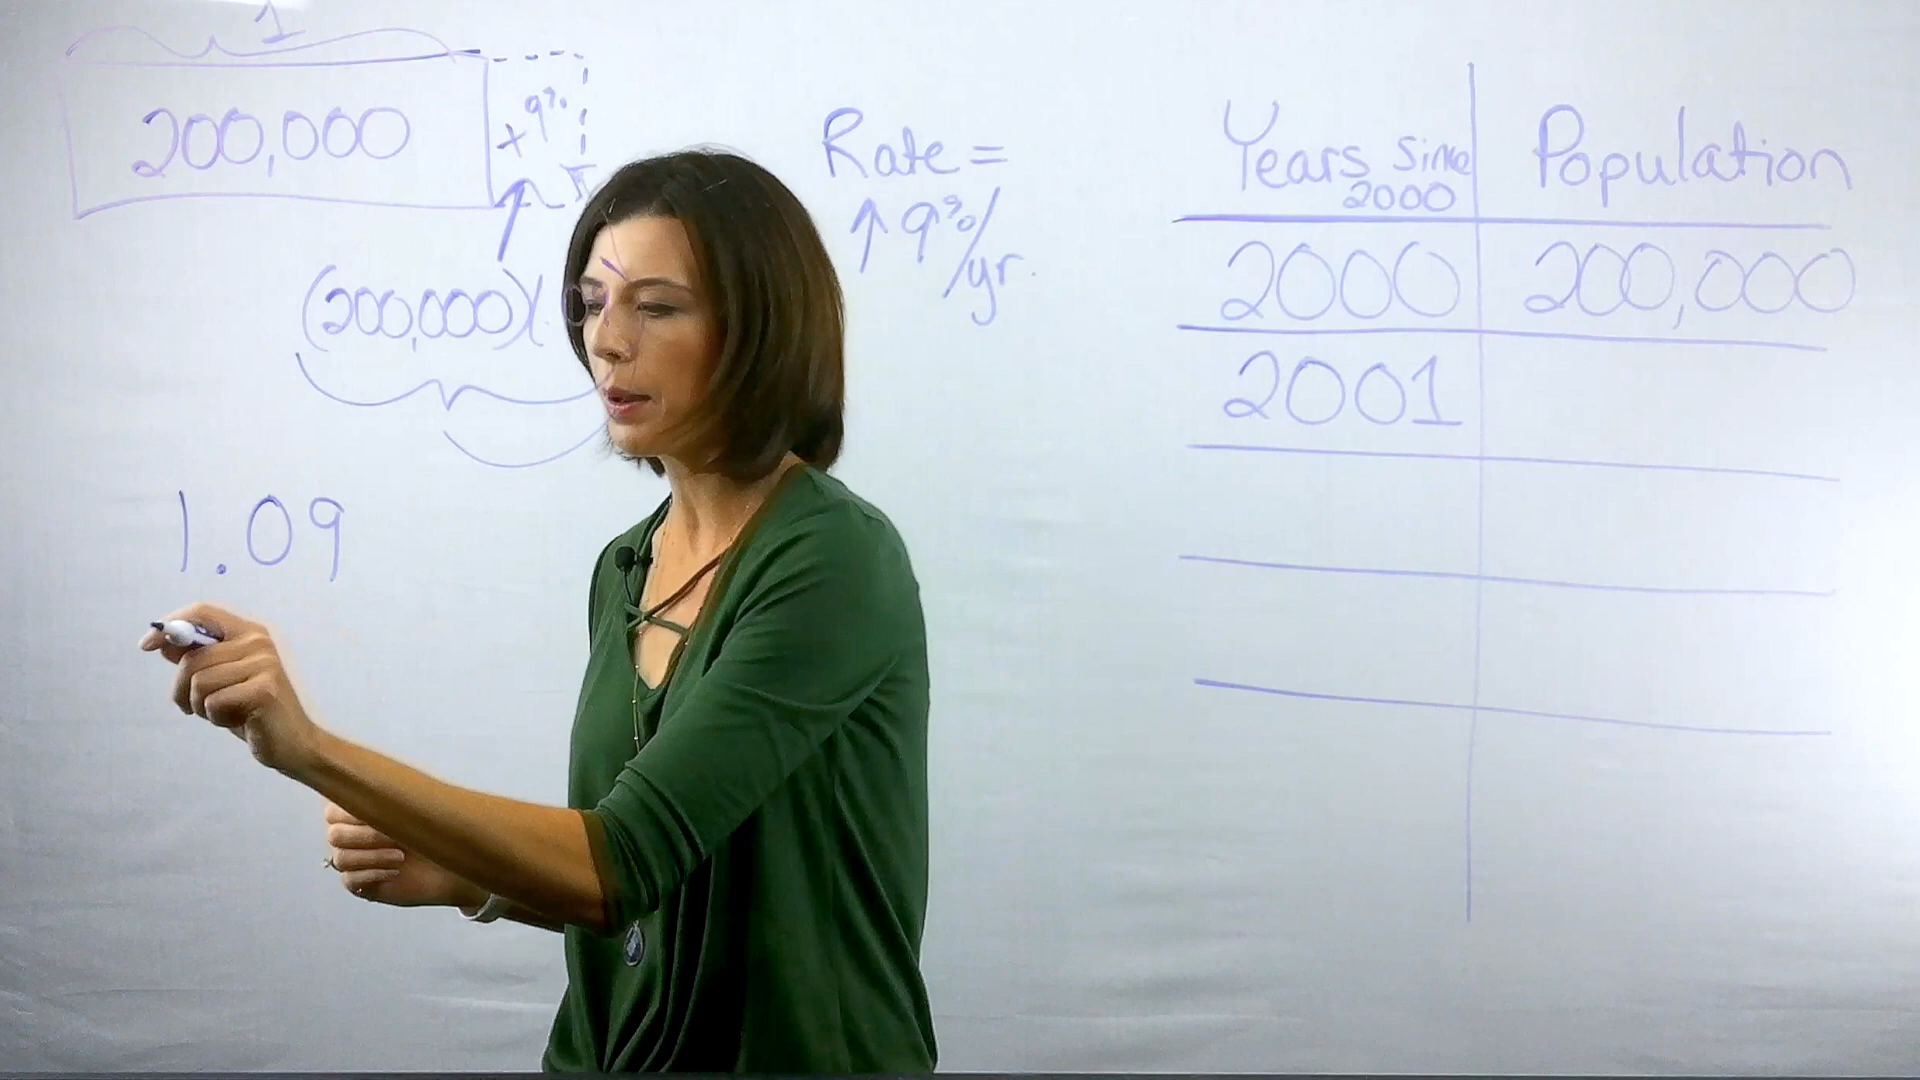 1
200,000
+9%
(200,000)(.0
1.09
Rate =
↑ 9%/yr.
Years since 2000
Population
2000
200,000
2001